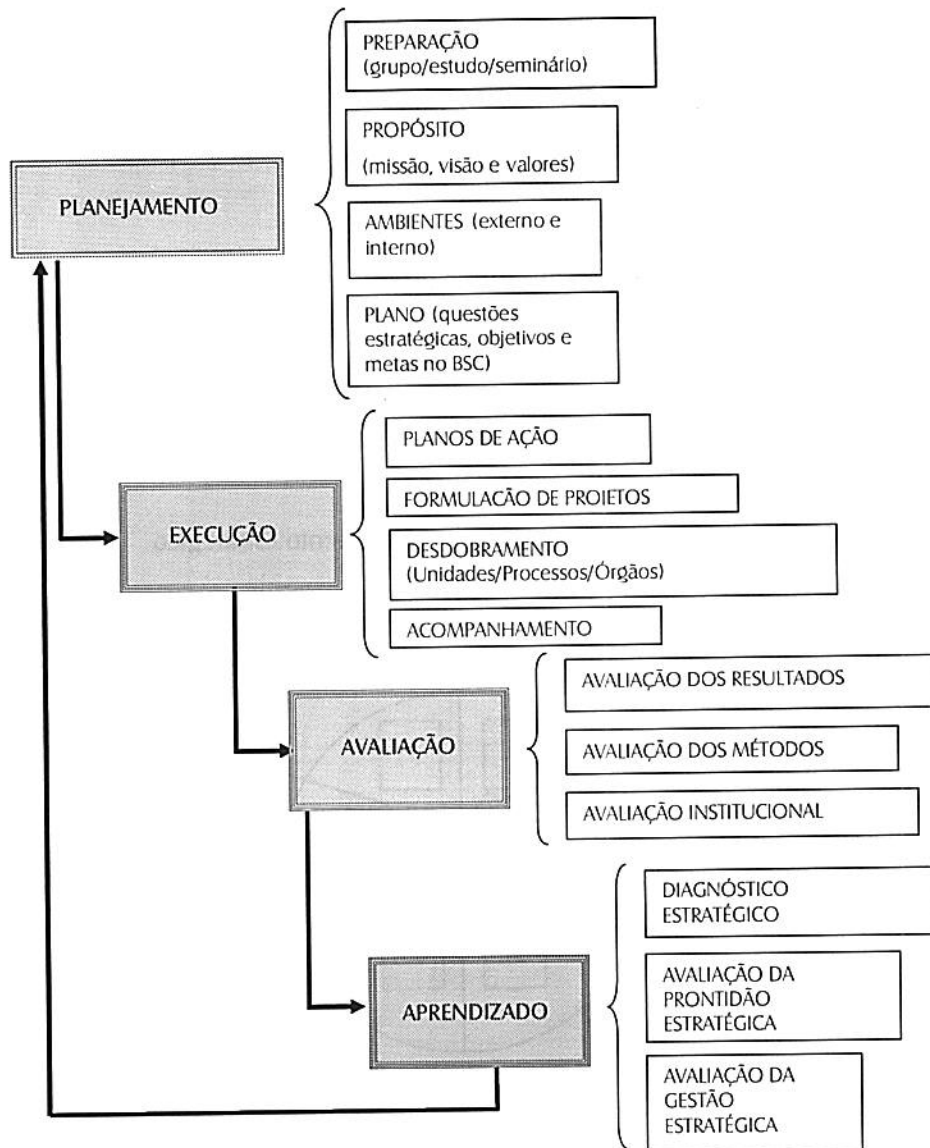 PREPARAÇÃO
(grupo/estudo/seminário)
PROPÓSITO
(missão, visão e valores)
PLANEJAMENTO
AMBIENTES (externo e
interno)
PLANO (questões
estratégicas, objetivos e
metas no BSC)
PLANOS DE AÇÃO
FORMULAÇÃO DE PROJETOS
EXECUÇÃO
DESDOBRAMENTO
(Unidades/Processos/Órgãos)
ACOMPANHAMENTO
AVALIAÇÃO DOS RESULTADOS
AVALIAÇÃO
AVALIAÇÃO DOS MÉTODOS
AVALIAÇÃO INSTITUCIONAL
DIAGNÓSTICO
ESTRATÉGICO
APRENDIZADO
AVALIAÇÃO DA
PRONTIDÃO
ESTRATÉGICA
AVALIAÇÃO DA
GESTÃO
ESTRATÉGICA